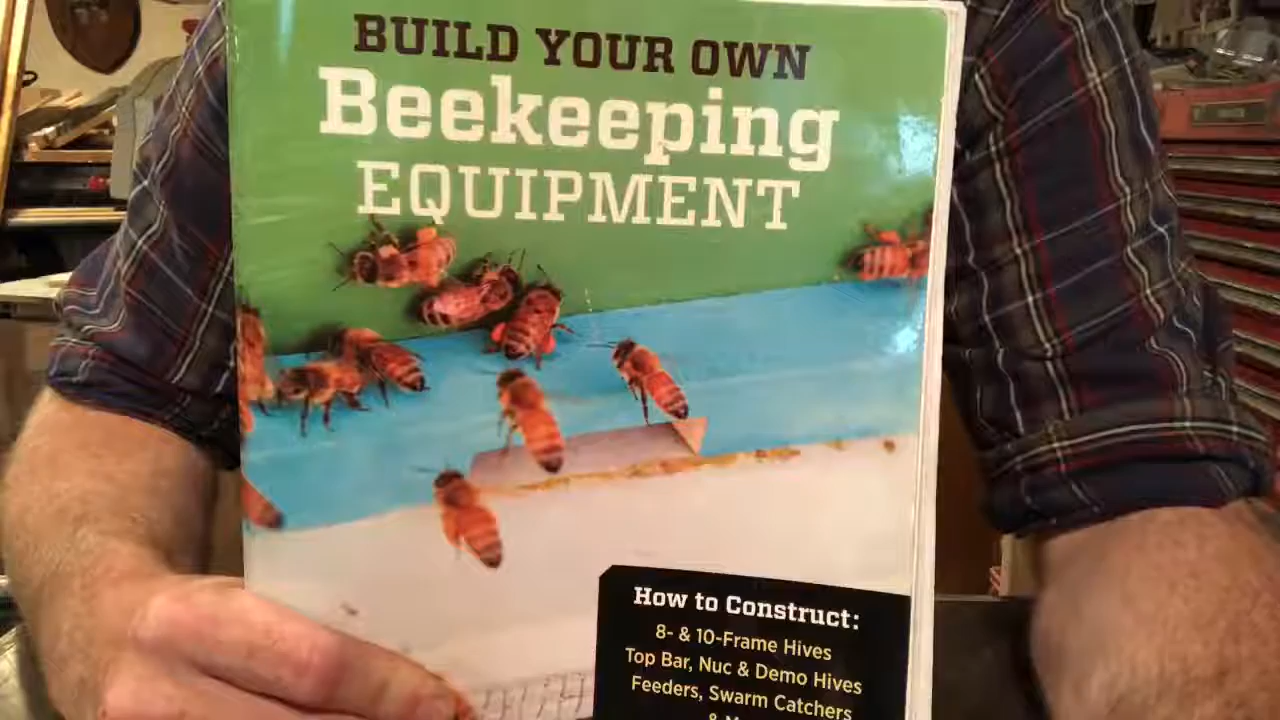 BUILD YOUR OWN
Beekeeping
EQUIPMENT
How to Construct:
8- & 10-Frame Hives
Top Bar, Nuc & Demo Hives
Feeders, Swarm Catchers
&